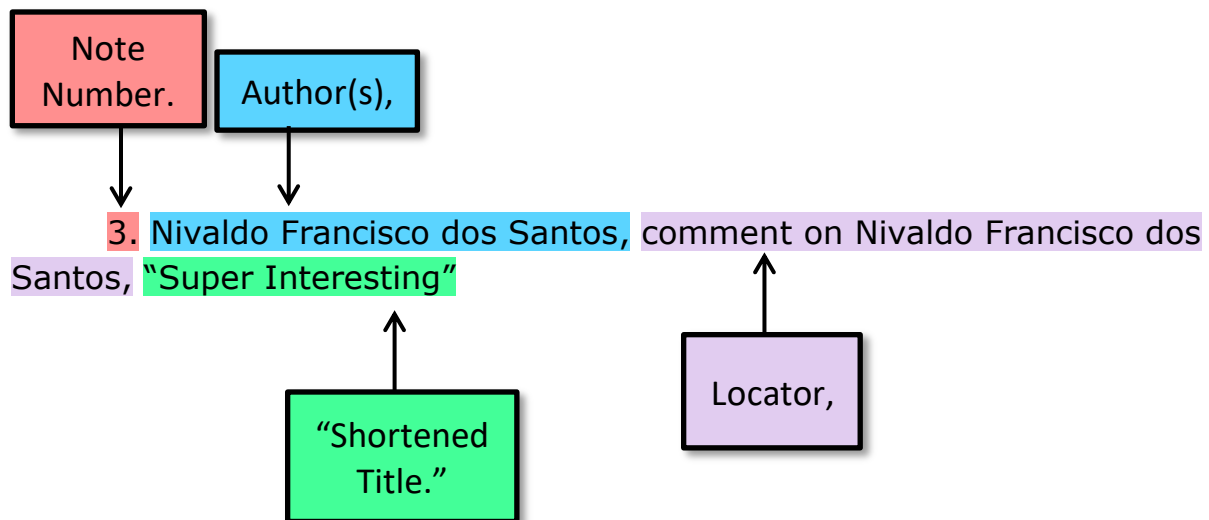 Note
Number.
Author(s),
3. Nivaldo Francisco dos Santos, comment on Nivaldo Francisco dos
Santos, “Super Interesting”
Locator,
“Shortened
Title.”